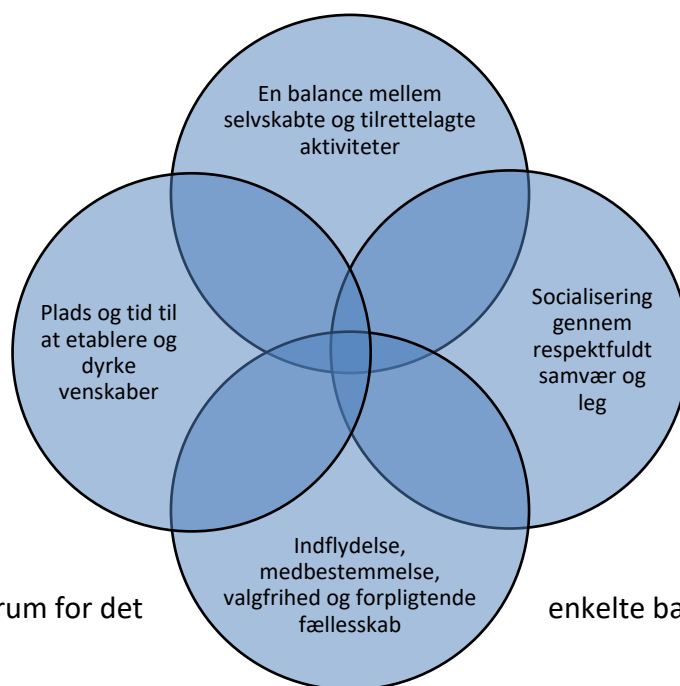 En balance mellem
selvskabte og tilrettelagte
aktiviteter
Plads og tid til
at etablere og
dyrke
venskaber
Socialisering
gennem
respektfuldt
samvær og
leg
Indflydelse,
medbestemmelse,
valgfrihed og forpligtende
fællesskab
rum for det enkelte ba